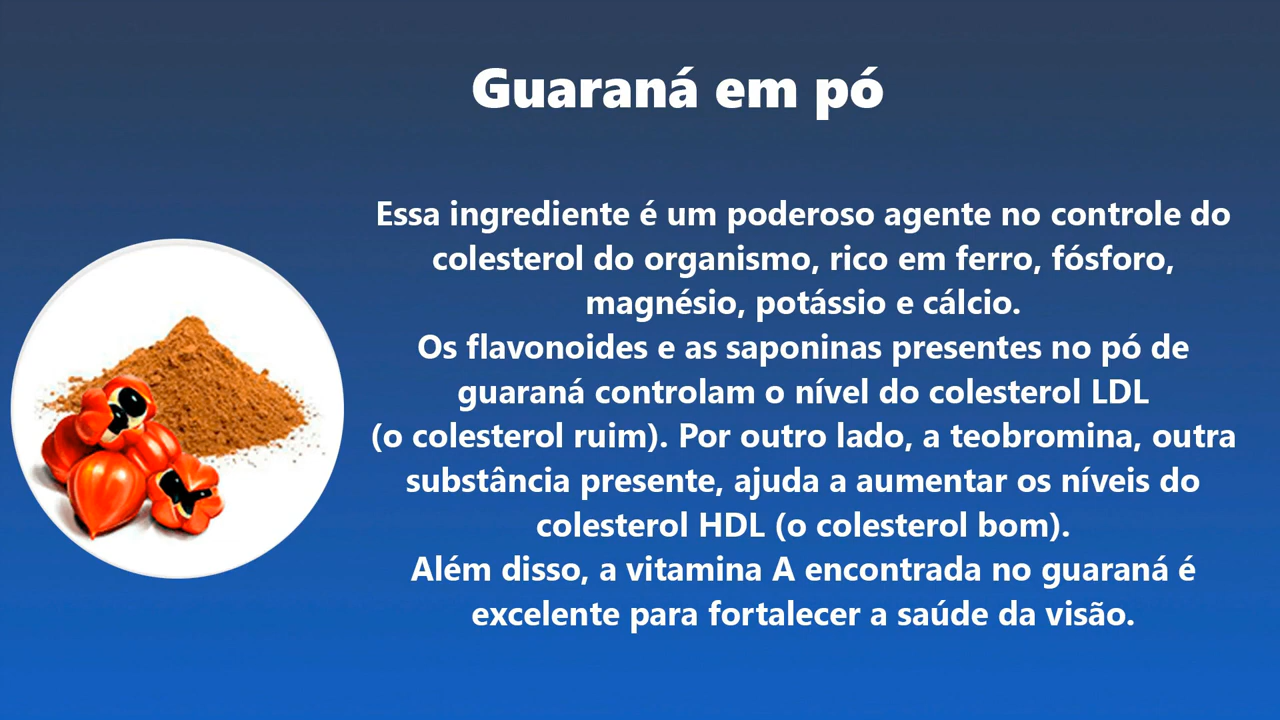 Guaraná em pó
Essa ingrediente é um poderoso agente no controle do
colesterol do organismo, rico em ferro, fósforo,
magnésio, potássio e cálcio.
Os flavonoides e as saponinas presentes no pó de
guaraná controlam o nível do colesterol LDL
(o colesterol ruim). Por outro lado, a teobromina, outra
substância presente, ajuda a aumentar os níveis do
colesterol HDL (o colesterol bom).
Além disso, a vitamina A encontrada no guaraná é
excelente para fortalecer a saúde da visão.